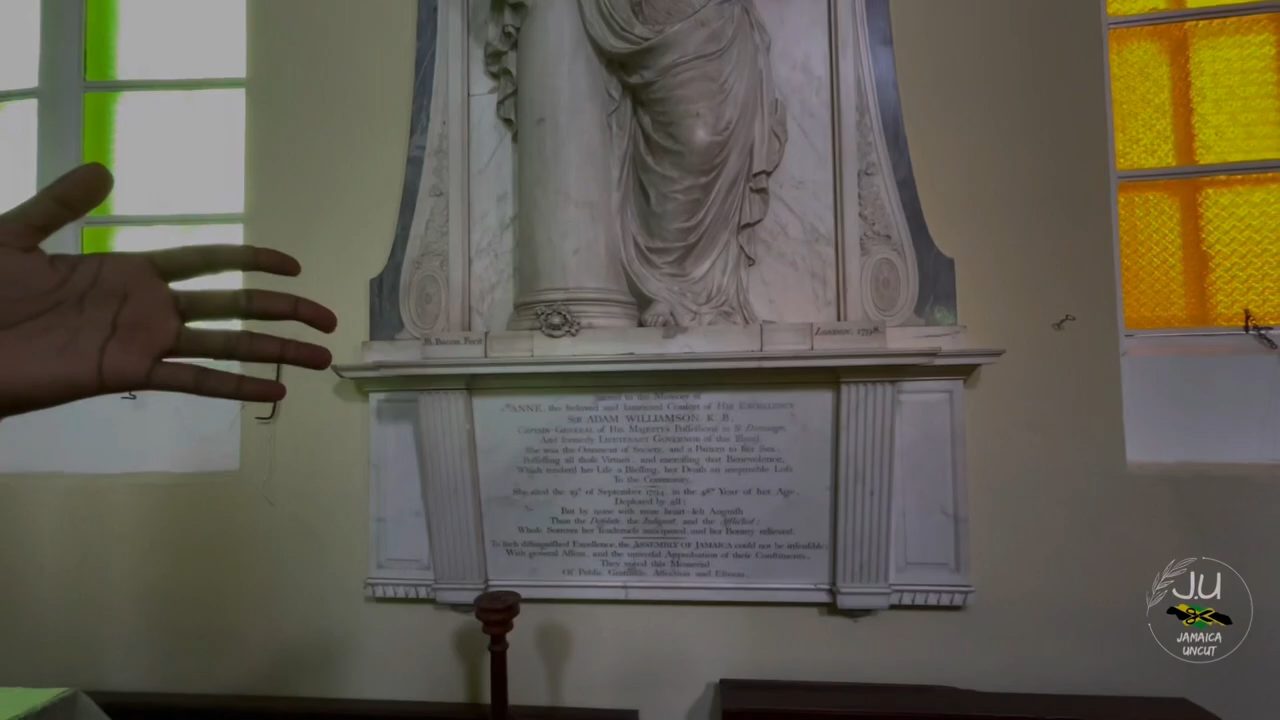 Bacon Fecit
London, 1798.
Sacred to the Memory of
ANNE, the beloved and lamented Consort of HIS EXCELLENCY
SIR ADAM WILLIAMSON, K. B.
CAPTAIN GENERAL of His Majesty's Possessions in St Domingo,
And formerly LIEUTENANT GOVERNOR of this Island,
She was the Ornament of Society, and a Pattern to Her Sex,
Possessing all those Virtues, and exercising that Benevolence,
Which rendered her Life a Blessing, her Death an irreparable Loss
To the Community.
She died the 19th of September 1794, in the 48th Year of her Age,
Deplored by all;
But by none with more heart-felt Anguish
Than the Desolate, the Indigent, and the Afflicted;
Whose Sorrows her Tenderness anticipated, and her Bounty relieved.
To such distinguished Excellence, the ASSEMBLY OF JAMAICA could not be insensible;
With general Assent, and the universal Approbation of their Constituents,
They voted this Memorial
Of Public Gratitude, Affection and Esteem.
J.U
JAMAICA
UNCUT